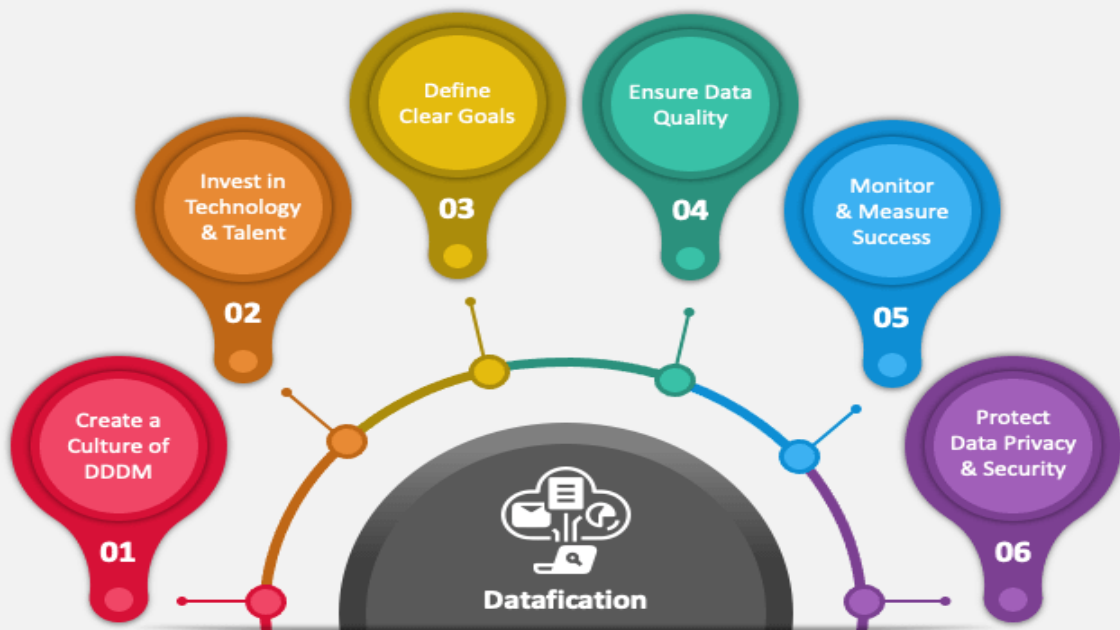 Create a
Culture of
DDDM
01
Invest in
Technology
& Talent
02
Define
Clear Goals
03
Ensure Data
Quality
04
Monitor
& Measure
Success
05
Protect
Data Privacy
& Security
06
Datafication